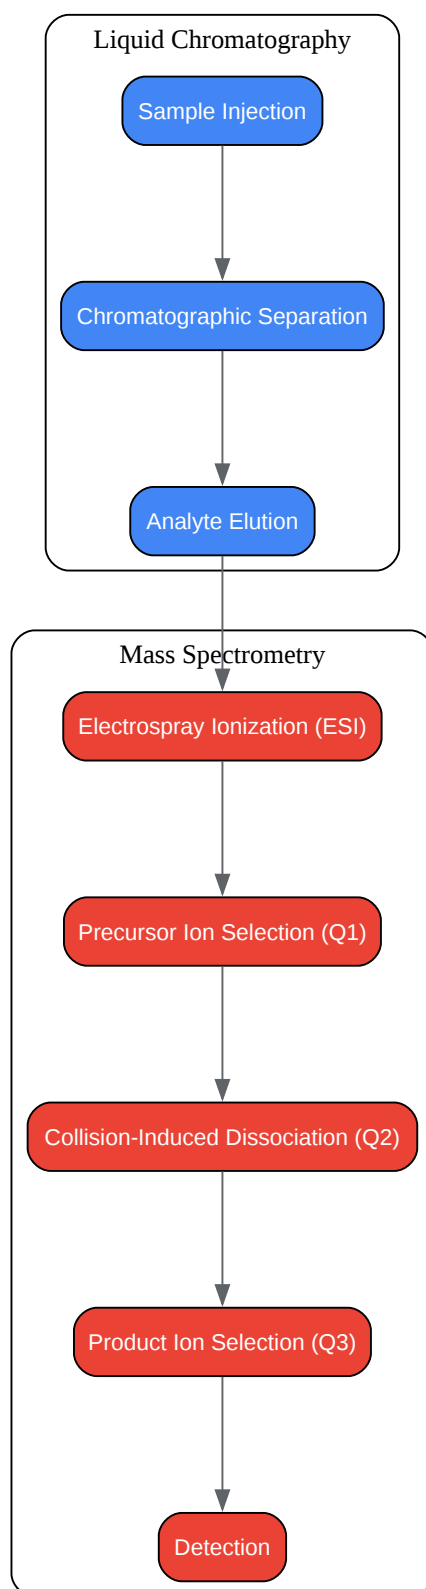 Liquid Chromatography
Sample Injection
Chromatographic Separation
Analyte Elution
Mass Spectrometry
Electrospray Ionization (ESI)
Precursor Ion Selection (Q1)
Collision-Induced Dissociation (Q2)
Product Ion Selection (Q3)
Detection